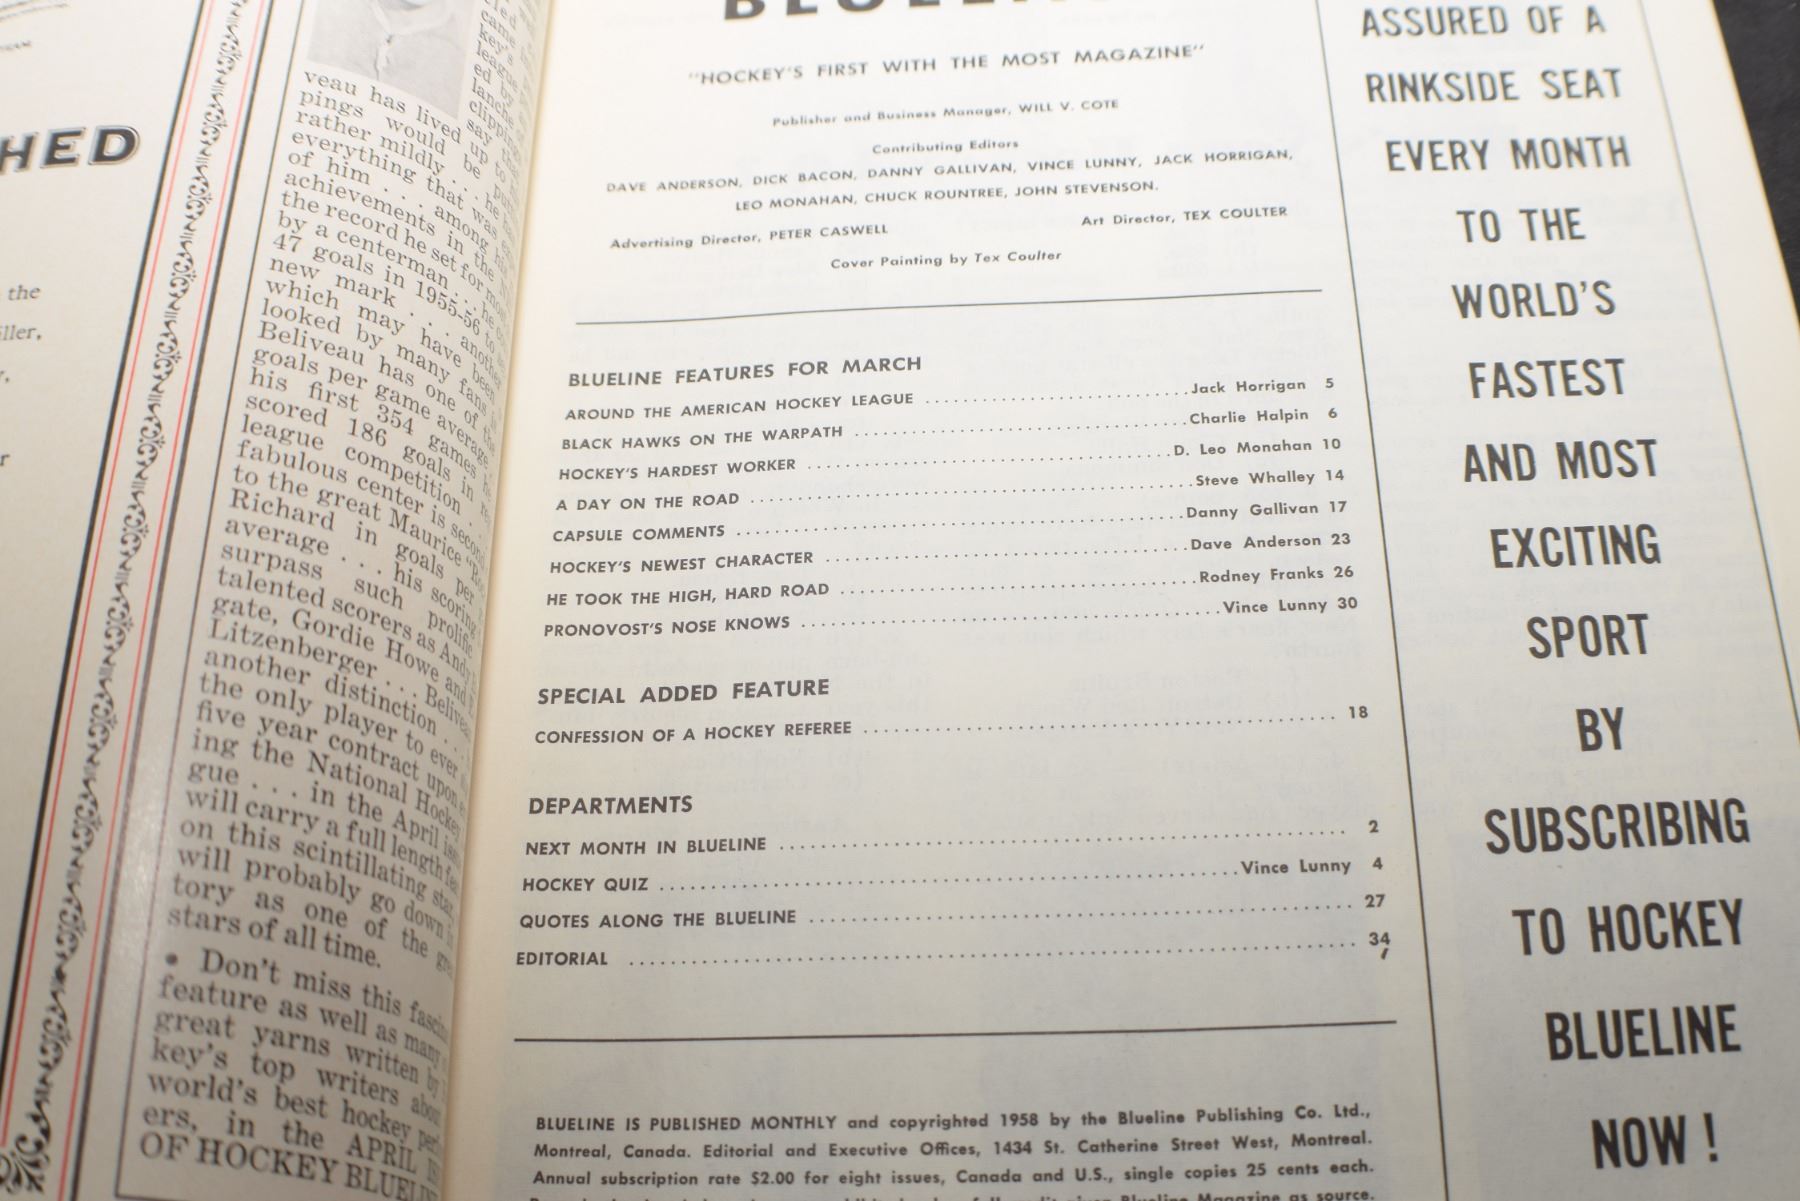 HED
the
ller,
veau has lived up to
pings would be
rather mildly . . . he has
everything that was
of him . . . among his
achievements in the
the record he set for most
by a centerman . . . he
47 goals in 1955-56 to
new mark . . . another
which may have been
looked by many fans is
Beliveau has one of the
goals per game average.
his first 354 games he
scored 186 goals in
league competition . .
fabulous center is second
to the great Maurice
Richard in goals per
average . . . his scoring
surpass such prolific
talented scorers as
gate, Gordie Howe and
Litzenberger . . .
another distinction . . .
the only player to ever
five year contract upon
ing the National Hockey
gue . . . in the April
will carry a full length
on this scintillating star,
will probably go down in
tory as one of the
stars of all time.
• Don't miss this
feature as well as many
great yarns written by
key's top writers
world's best hockey
ers, in the APRIL
OF HOCKEY
"HOCKEY'S FIRST WITH THE MOST MAGAZINE"
Publisher and Business Manager, WILL V. COTE
Contributing Editors
DAVE ANDERSON, DICK BACON, DANNY GALLIVAN, VINCE LUNNY, JACK HORRIGAN,
LEO MONAHAN, CHUCK ROUNTREE, JOHN STEVENSON.
Advertising Director, PETER CASWELL Art Director, TEX COULTER
Cover Painting by Tex Coulter
BLUELINE FEATURES FOR MARCH
AROUND THE AMERICAN HOCKEY LEAGUE ........ Jack Horrigan 5
BLACK HAWKS ON THE WARPATH ........ Charlie Halpin 6
HOCKEY'S HARDEST WORKER ........ D. Leo Monahan 10
A DAY ON THE ROAD ........ Steve Whalley 14
CAPSULE COMMENTS ........ Danny Gallivan 17
HOCKEY'S NEWEST CHARACTER ........ Dave Anderson 23
HE TOOK THE HIGH, HARD ROAD ........ Rodney Franks 26
PRONOVOST'S NOSE KNOWS ........ Vince Lunny 30
SPECIAL ADDED FEATURE
CONFESSION OF A HOCKEY REFEREE ........ 18
DEPARTMENTS
NEXT MONTH IN BLUELINE ........ 2
HOCKEY QUIZ ........ Vince Lunny 4
QUOTES ALONG THE BLUELINE ........ 27
EDITORIAL ........ 34
BLUELINE IS PUBLISHED MONTHLY and copyrighted 1958 by the Blueline Publishing Co. Ltd.,
Montreal, Canada. Editorial and Executive Offices, 1434 St. Catherine Street West, Montreal.
Annual subscription rate $2.00 for eight issues, Canada and U.S., single copies 25 cents each.
Blueline Magazine as source.
ASSURED OF A
RINKSIDE SEAT
EVERY MONTH
TO THE
WORLD'S
FASTEST
AND MOST
EXCITING
SPORT
BY
SUBSCRIBING
TO HOCKEY
BLUELINE
NOW !